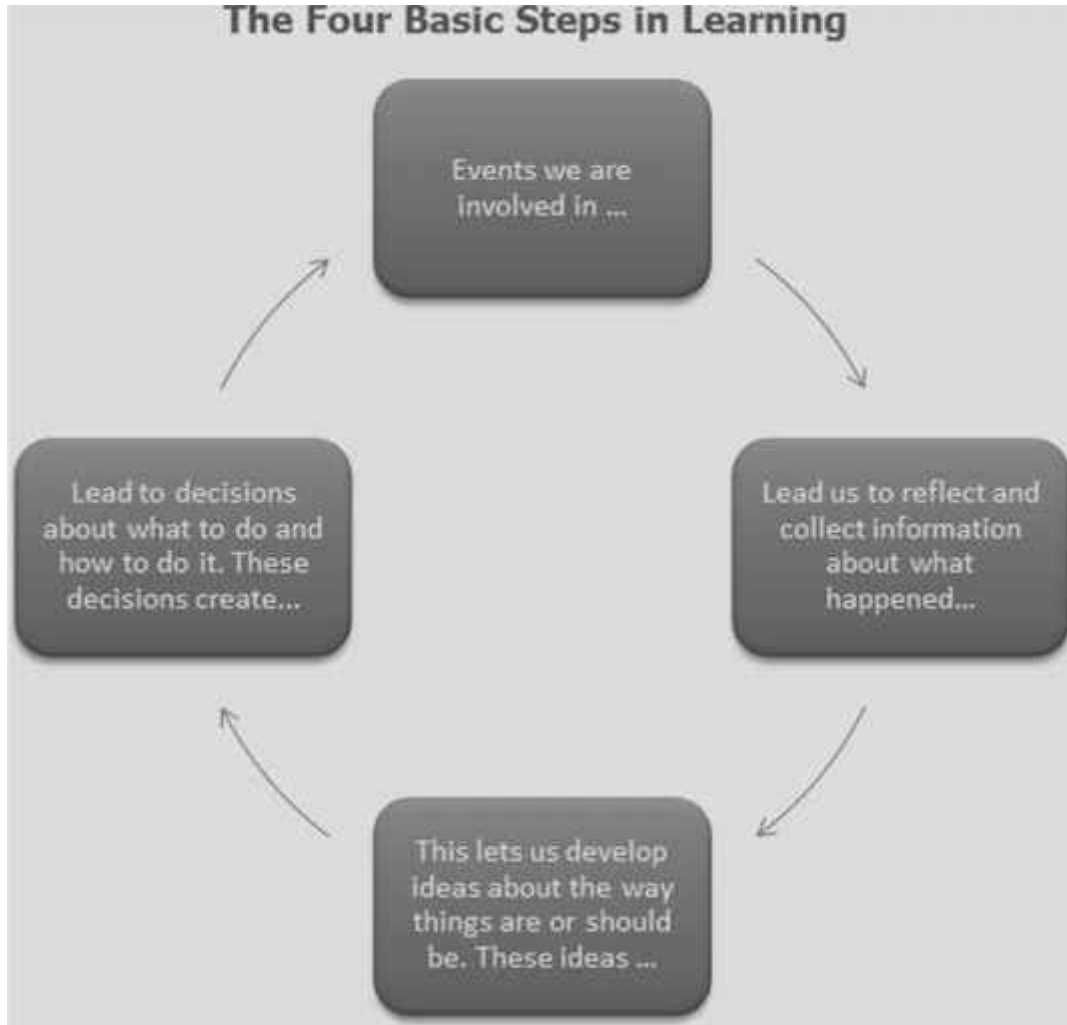 The Four Basic Steps in Learning
Events we are
involved in ...
Lead us to reflect and
collect information
about what
happened...
This lets us develop
ideas about the way
things are or should
be. These ideas ...
Lead to decisions
about what to do and
how to do it. These
decisions create...